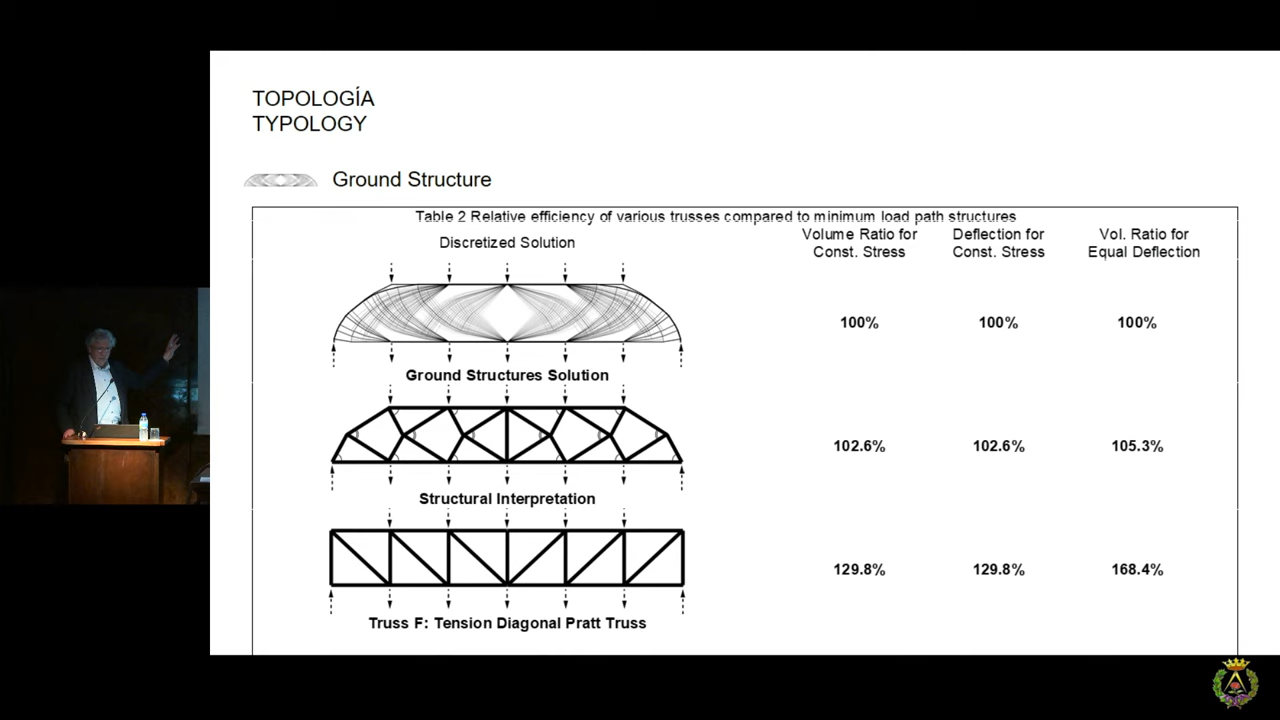 TOPOLOGÍA
TYPOLOGY
Ground Structure
Table 2 Relative efficiency of various trusses compared to minimum load path structures
Discretized Solution
Volume Ratio for
Const. Stress
Deflection for
Const. Stress
Vol. Ratio for
Equal Deflection
100% 100% 100%
Ground Structures Solution
102.6% 102.6% 105.3%
Structural Interpretation
129.8% 129.8% 168.4%
Truss F: Tension Diagonal Pratt Truss